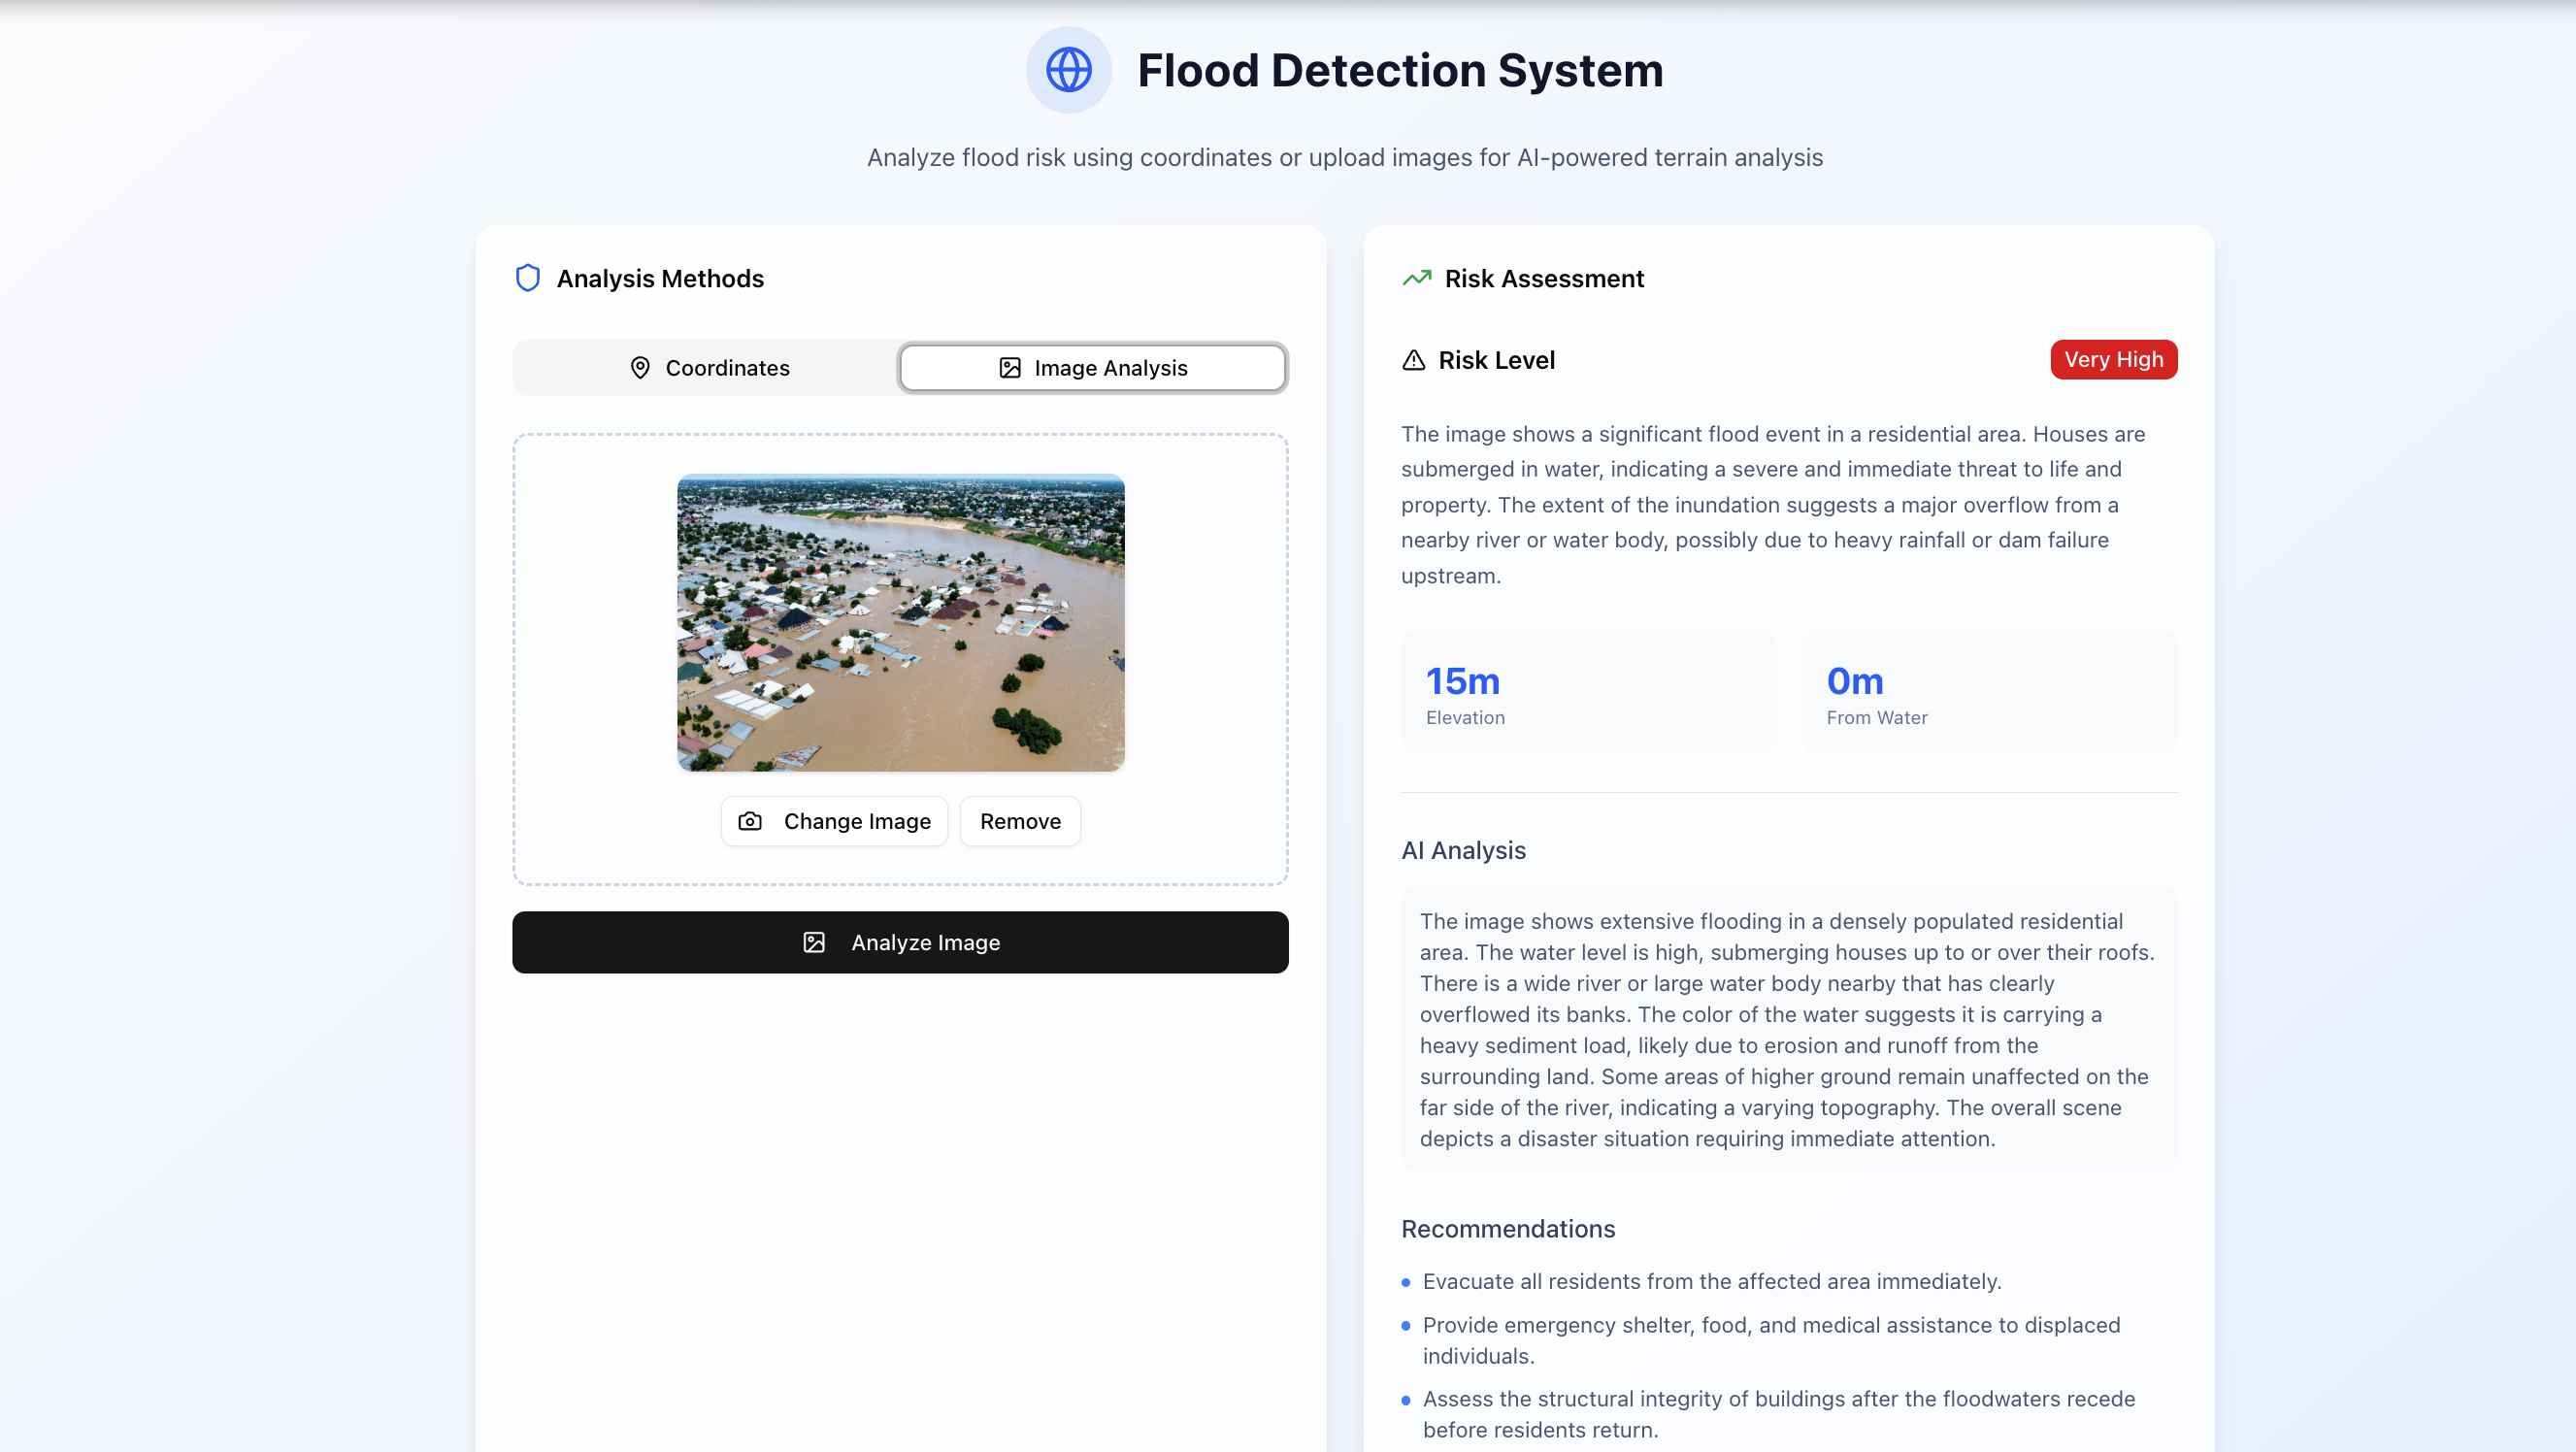 Flood Detection System
Analyze flood risk using coordinates or upload images for AI-powered terrain analysis
Analysis Methods
Coordinates
Image Analysis
Change Image
Remove
Analyze Image
Risk Assessment
Risk Level
Very High
The image shows a significant flood event in a residential area. Houses are
submerged in water, indicating a severe and immediate threat to life and
property. The extent of the inundation suggests a major overflow from a
nearby river or water body, possibly due to heavy rainfall or dam failure
upstream.
15m
Elevation
0m
From Water
AI Analysis
The image shows extensive flooding in a densely populated residential
area. The water level is high, submerging houses up to or over their roofs.
There is a wide river or large water body nearby that has clearly
overflowed its banks. The color of the water suggests it is carrying a
heavy sediment load, likely due to erosion and runoff from the
surrounding land. Some areas of higher ground remain unaffected on the
far side of the river, indicating a varying topography. The overall scene
depicts a disaster situation requiring immediate attention.
Recommendations
Evacuate all residents from the affected area immediately.
Provide emergency shelter, food, and medical assistance to displaced
individuals.
Assess the structural integrity of buildings after the floodwaters recede
before residents return.